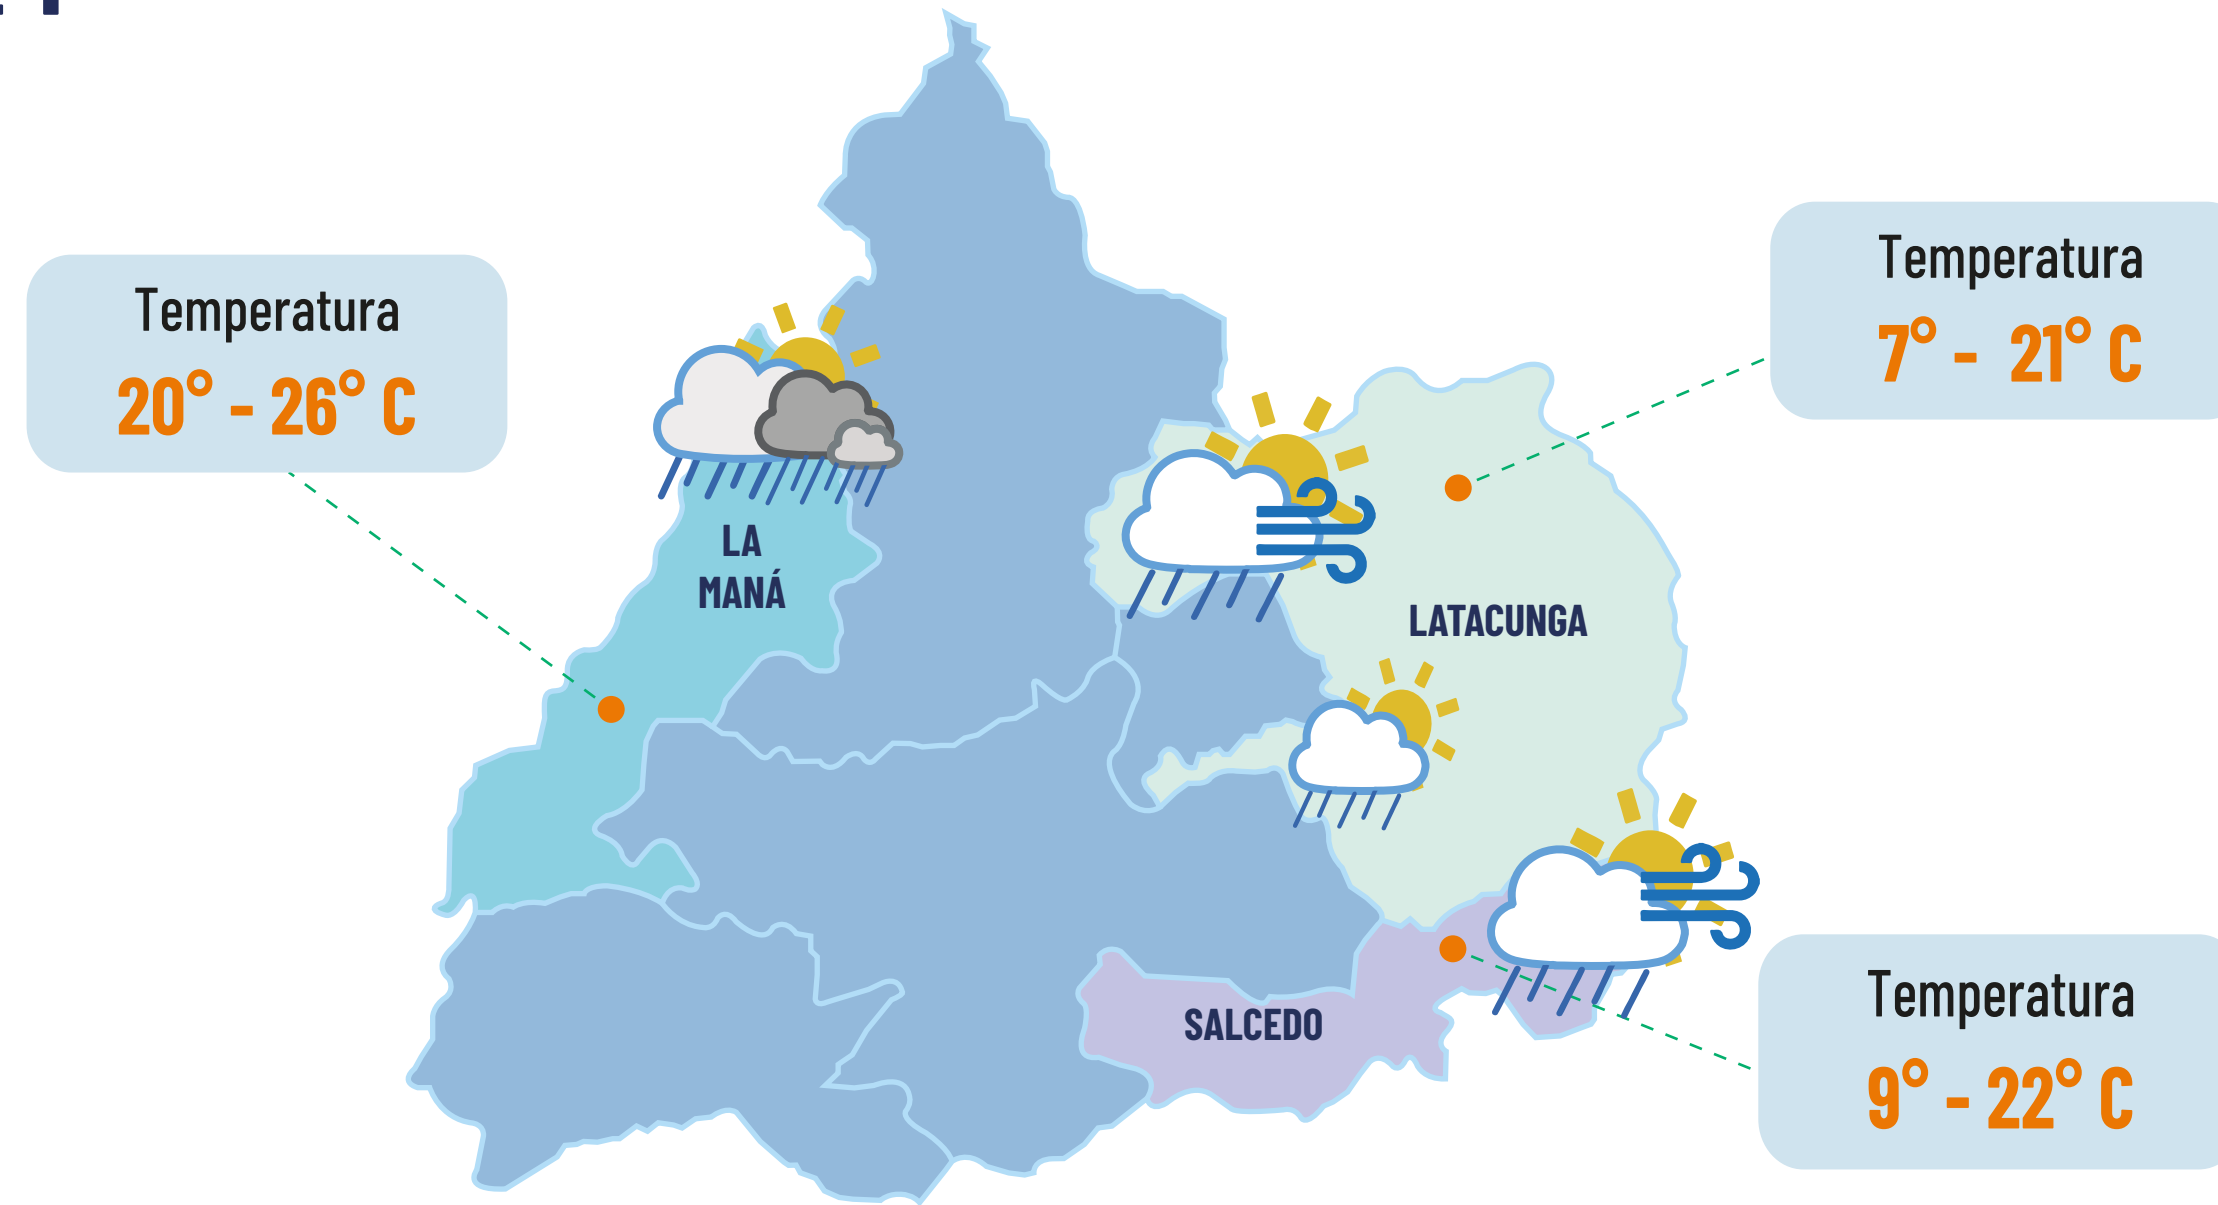 Temperatura
20° - 26° C
Temperatura
7° - 21° C
LA
MANÁ
LATACUNGA
SALCEDO
Temperatura
9° - 22° C